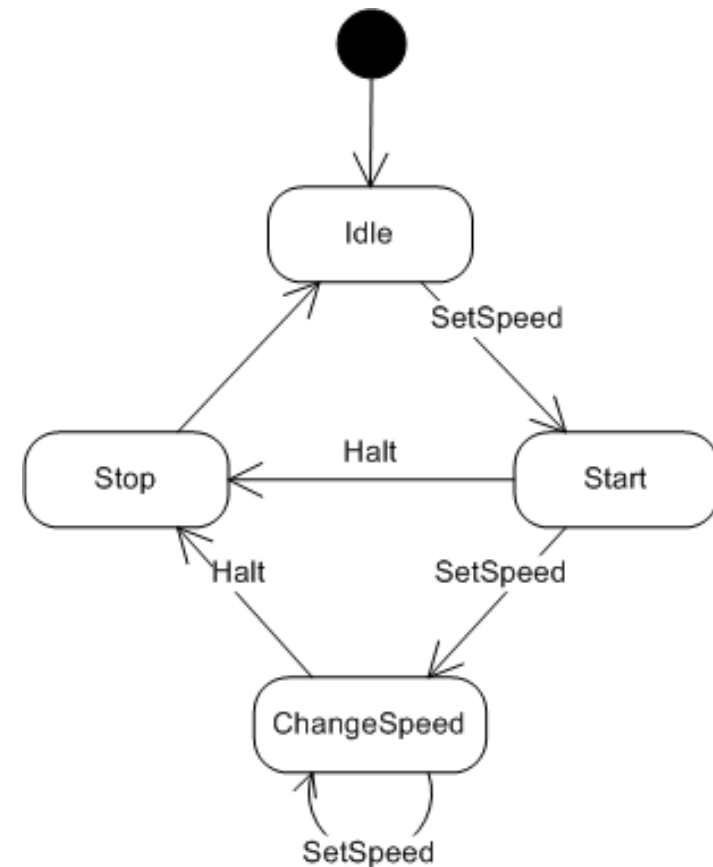 Idle
SetSpeed
Halt
Stop
Start
Halt
SetSpeed
ChangeSpeed
SetSpeed